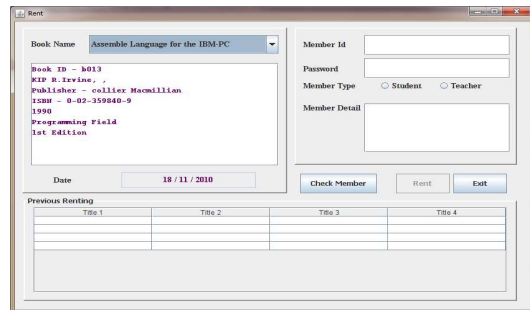 Rent
Book Name
Assemble Language for the IBM-PC
Book ID - b013
KIP R.Irvine, ,
Publisher - collier Macmillian
ISBN - 0-02-359840-9
1990
Programming Field
1st Edition
Date
18 / 11 / 2010
Member Id
Password
Member Type
Student
Teacher
Member Detail
Check Member
Rent
Exit
Previous Renting
Title 1 Title 2 Title 3 Title 4